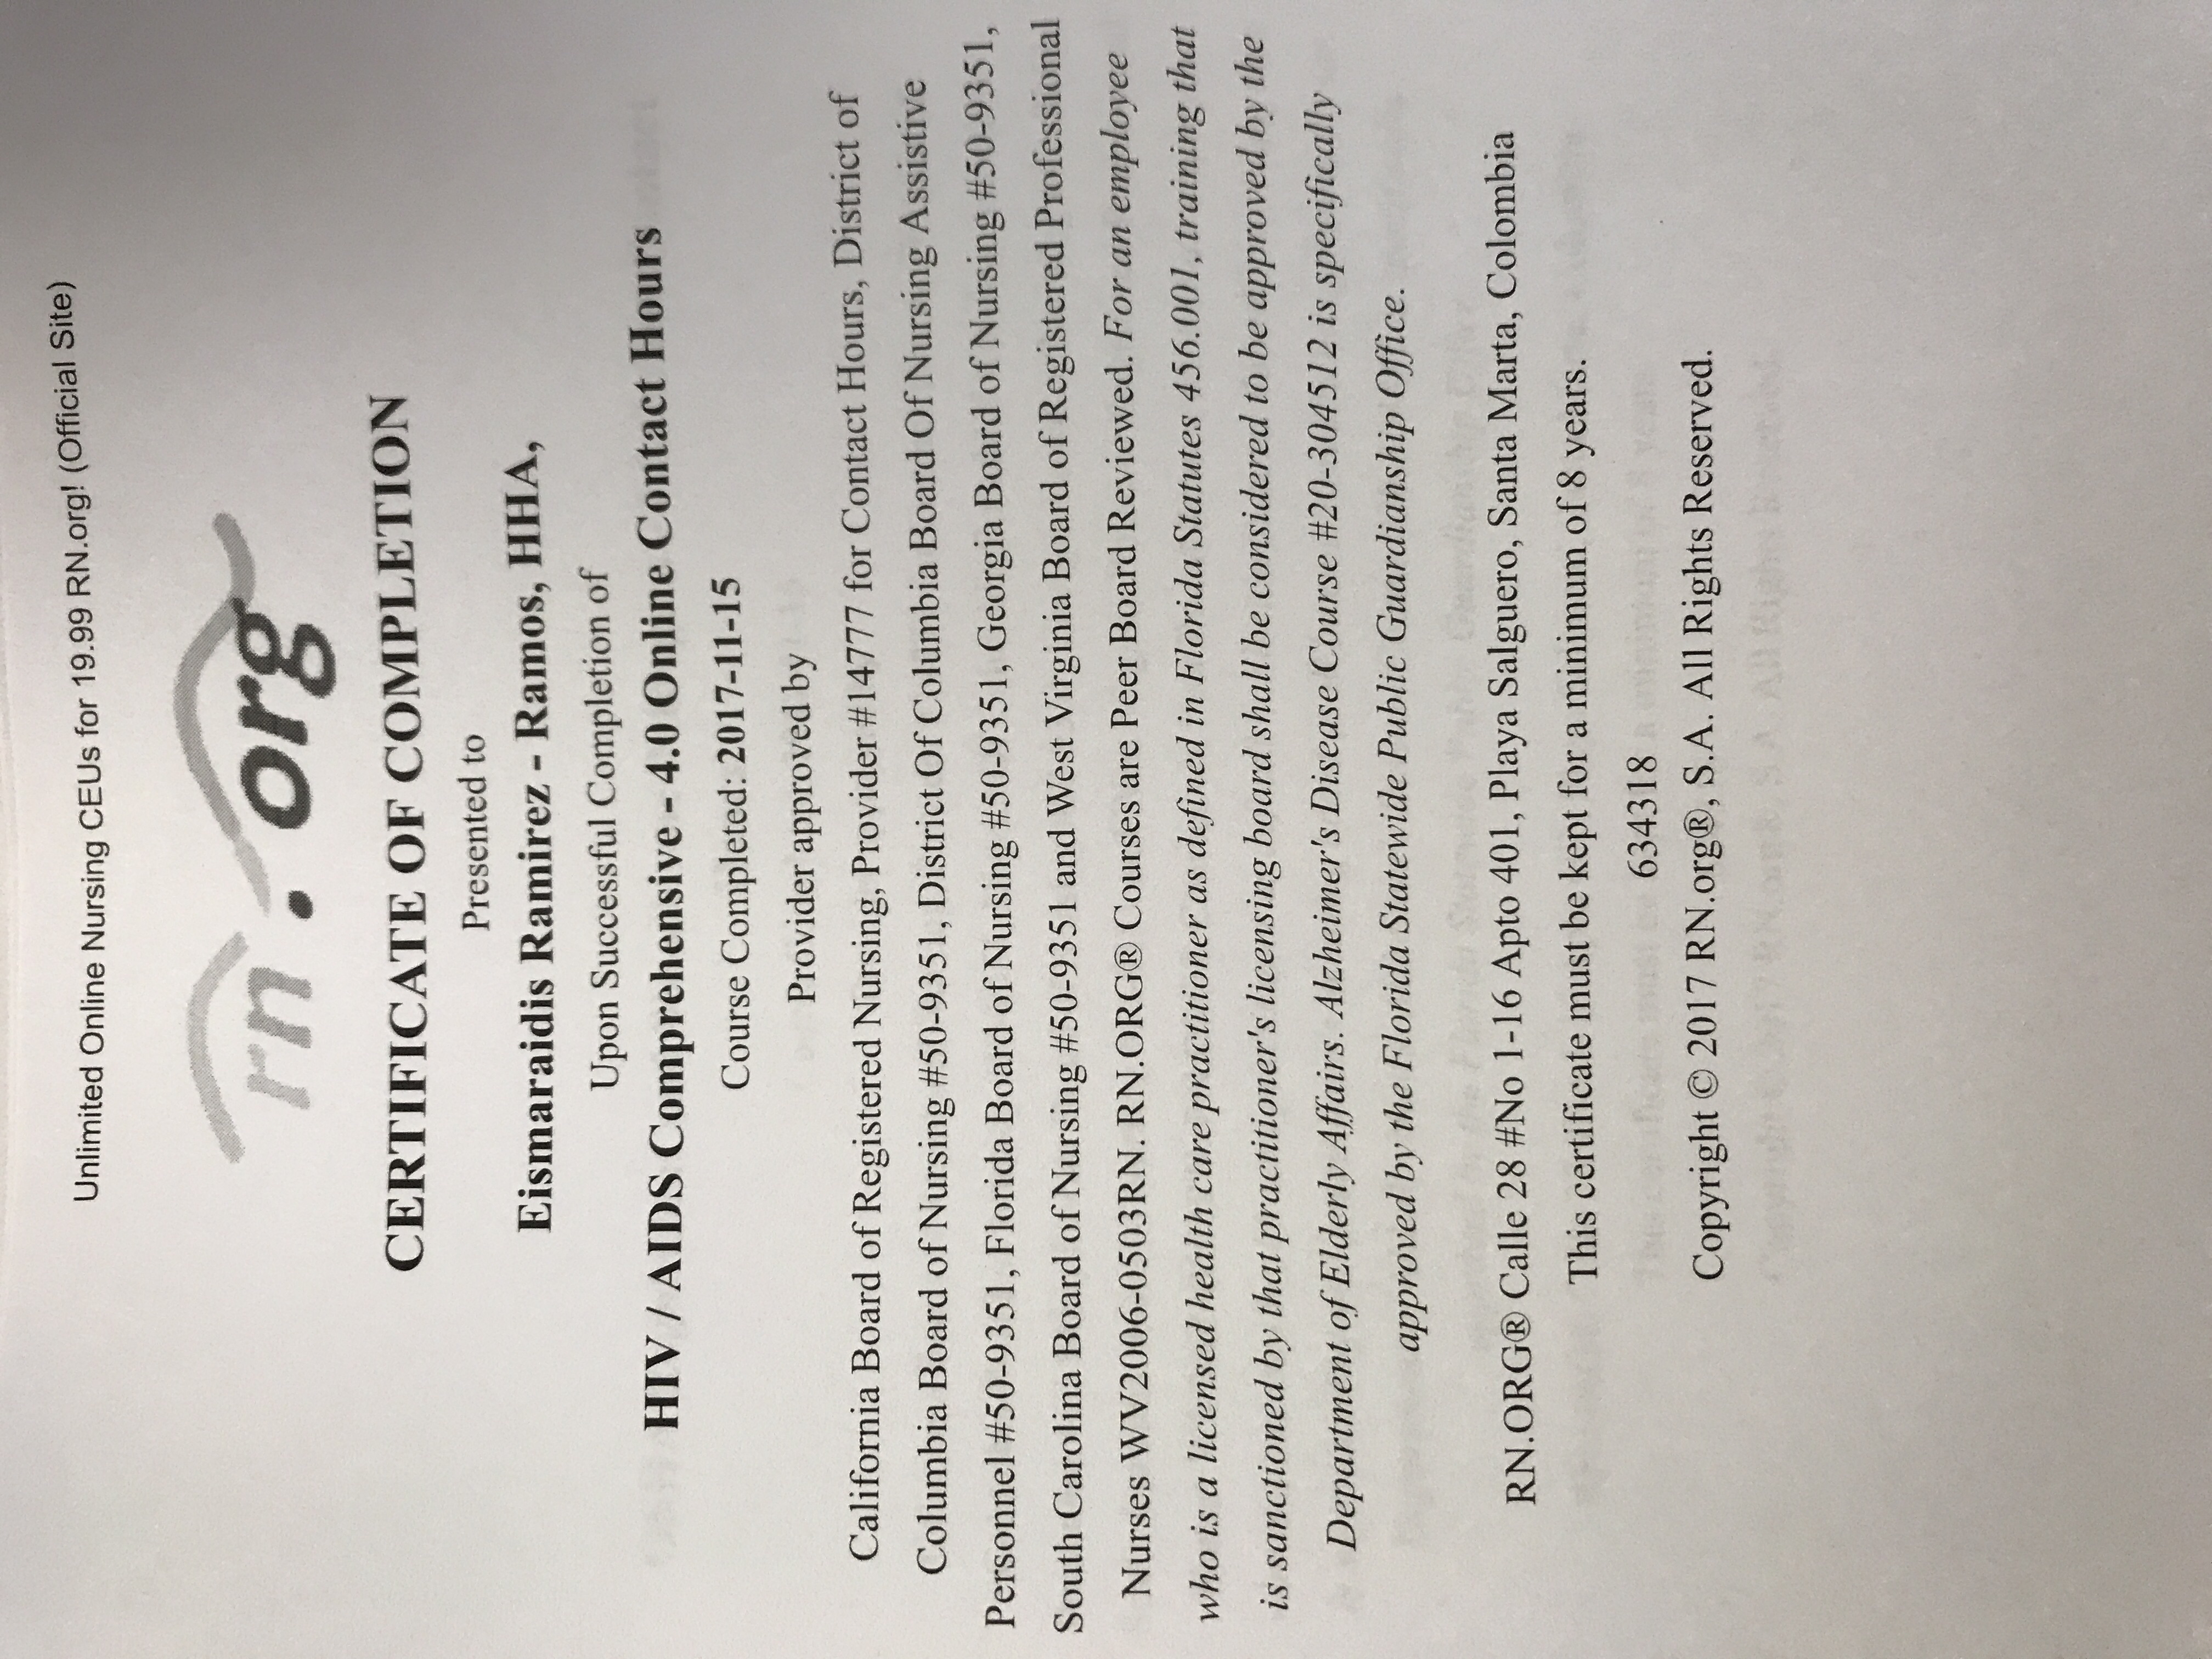 Unlimited Online Nursing CEUs for 19.99 RN.org! (Official Site)
rn.org
CERTIFICATE OF COMPLETION
Presented to
Eismaraidis Ramirez - Ramos, HHA,
Upon Successful Completion of
HIV / AIDS Comprehensive - 4.0 Online Contact Hours
Course Completed: 2017-11-15
Provider approved by
California Board of Registered Nursing, Provider #14777 for Contact Hours, District of
Columbia Board of Nursing #50-9351, District Of Columbia Board Of Nursing Assistive
Personnel #50-9351, Florida Board of Nursing #50-9351, Georgia Board of Nursing #50-9351,
South Carolina Board of Nursing #50-9351 and West Virginia Board of Registered Professional
Nurses WV2006-0503RN. RN.ORG® Courses are Peer Board Reviewed. For an employee
who is a licensed health care practitioner as defined in Florida Statutes 456.001, training that
is sanctioned by that practitioner's licensing board shall be considered to be approved by the
Department of Elderly Affairs. Alzheimer's Disease Course #20-304512 is specifically
approved by the Florida Statewide Public Guardianship Office.
RN.ORG® Calle 28 #No 1-16 Apto 401, Playa Salguero, Santa Marta, Colombia
This certificate must be kept for a minimum of 8 years.
634318
Copyright © 2017 RN.org®, S.A. All Rights Reserved.